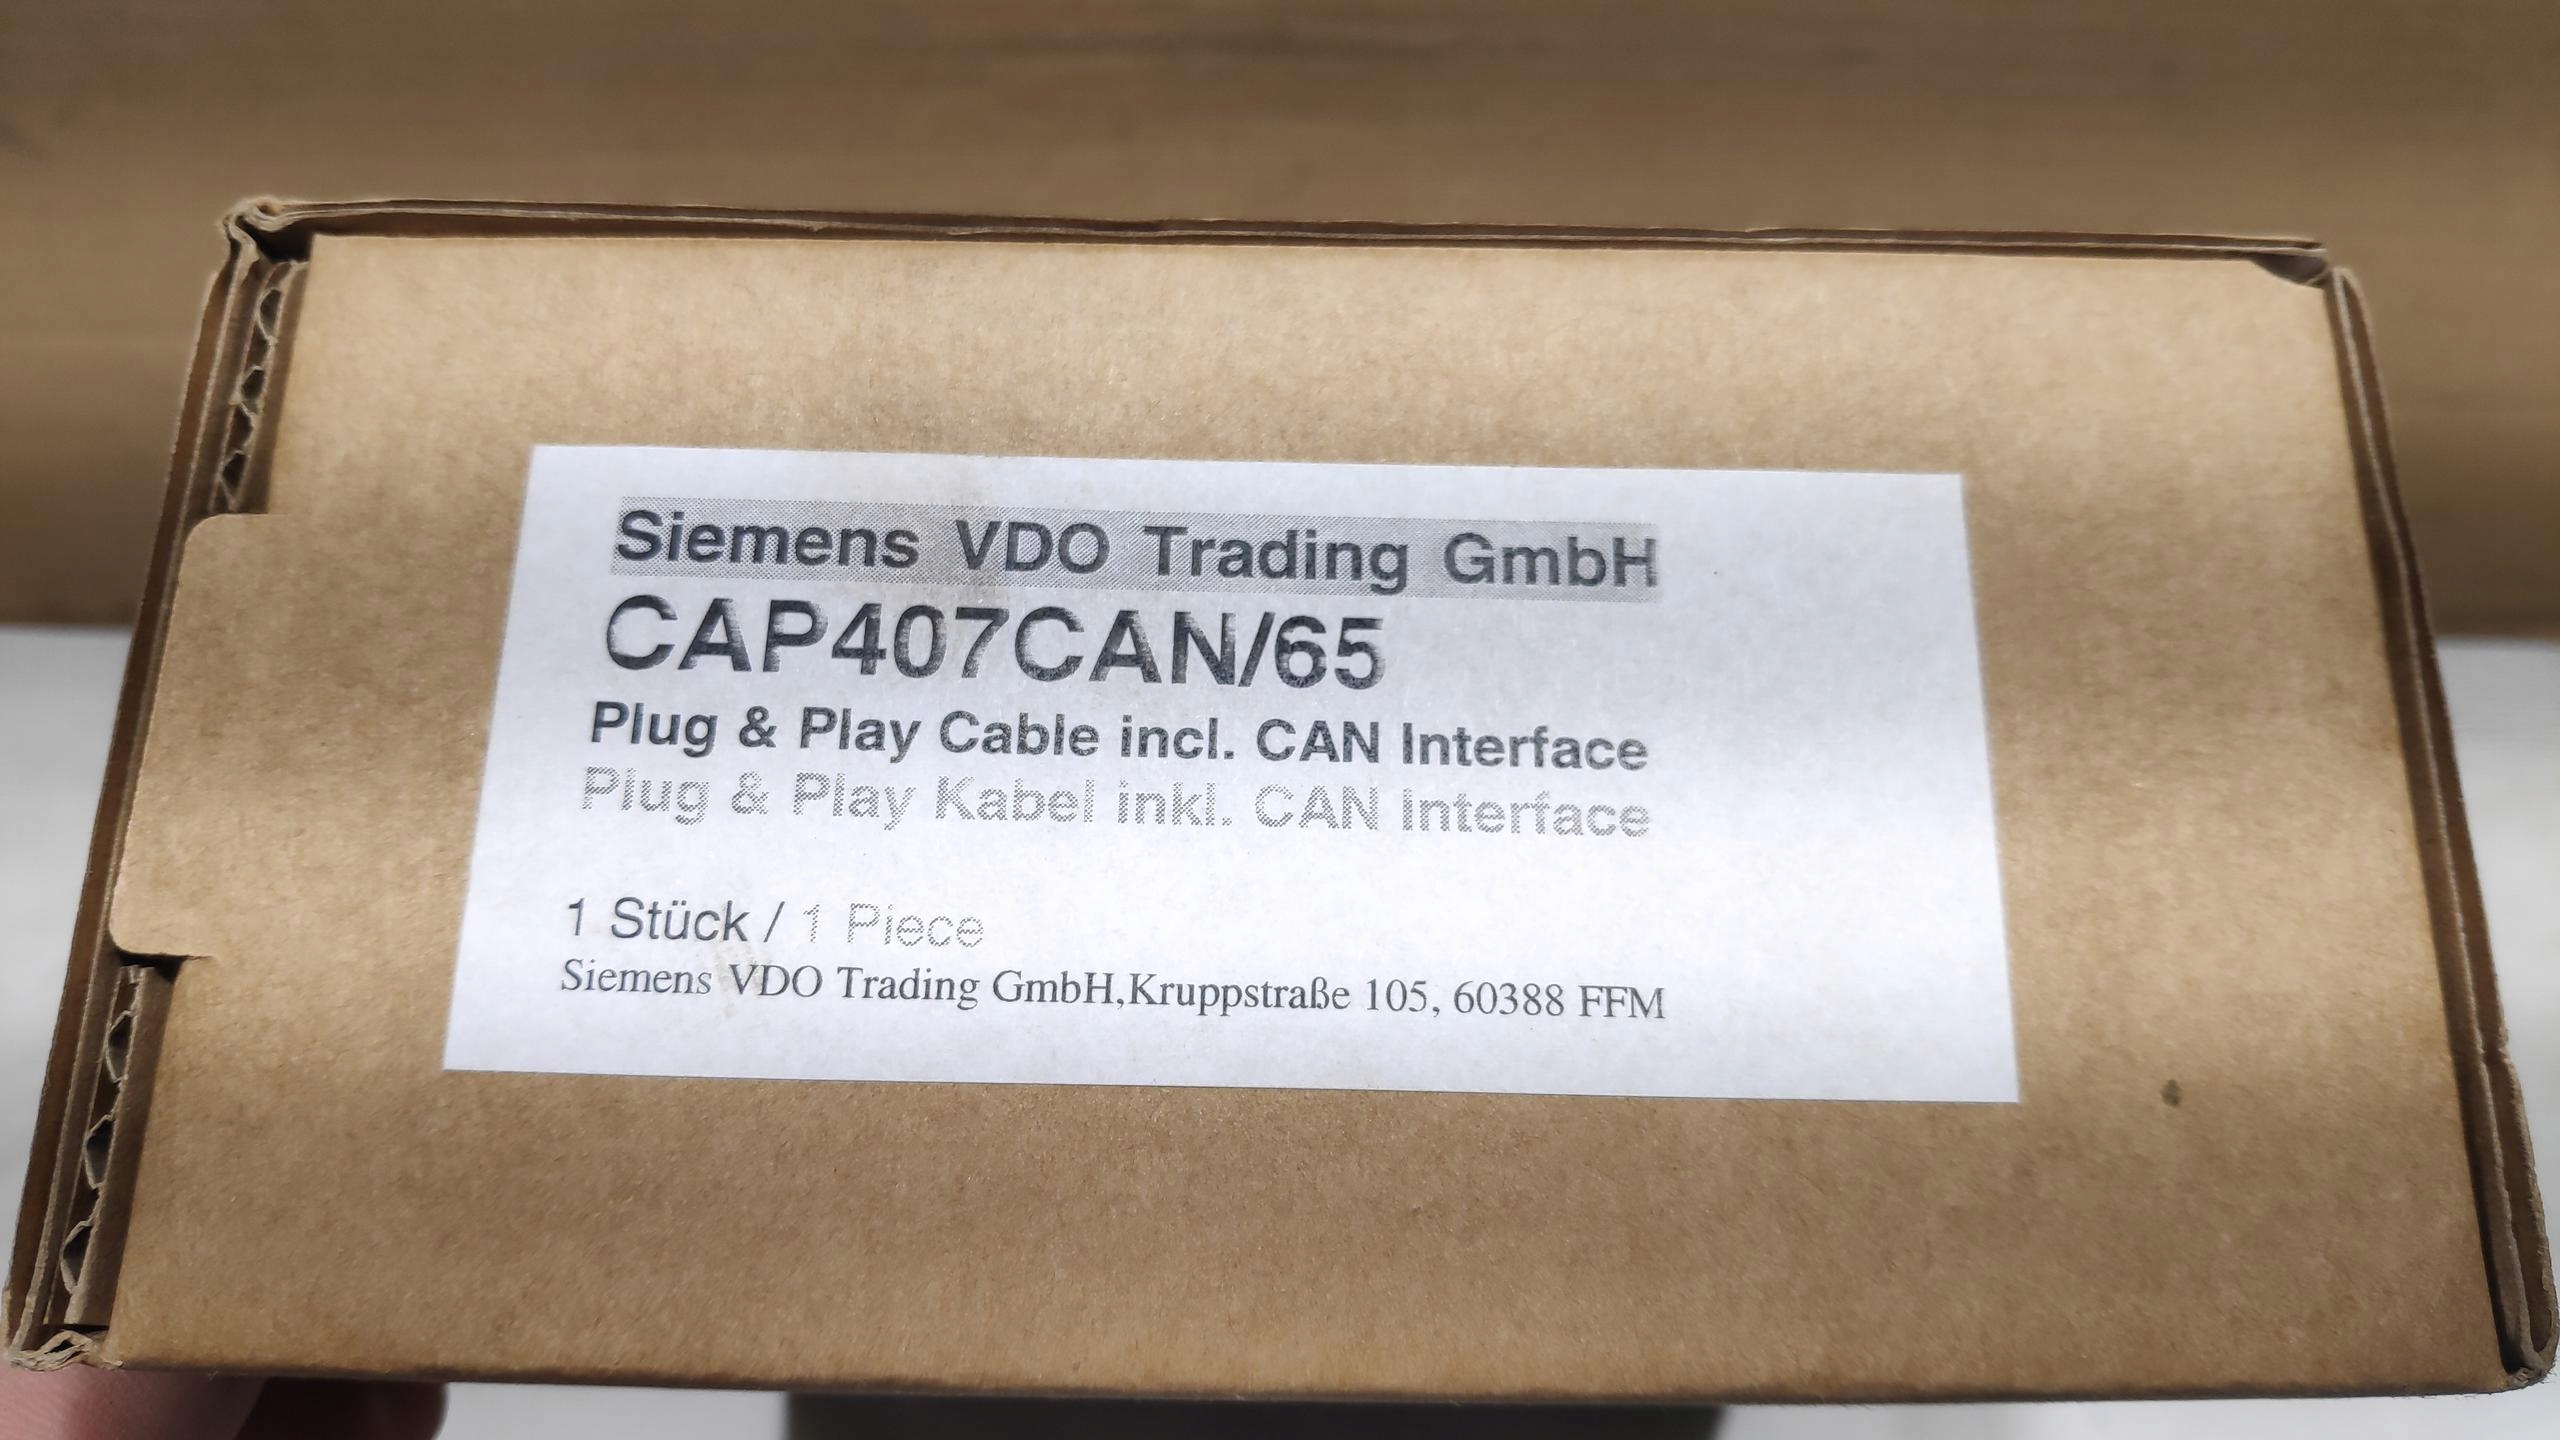 Siemens VDO Trading GmbH
CAP407CAN/65
Plug & Play Cable incl. CAN Interface
Plug & Play Kabel inkl. CAN Interface
1 Stück / 1 Piece
Siemens VDO Trading GmbH,Kruppstraße 105, 60388 FFM